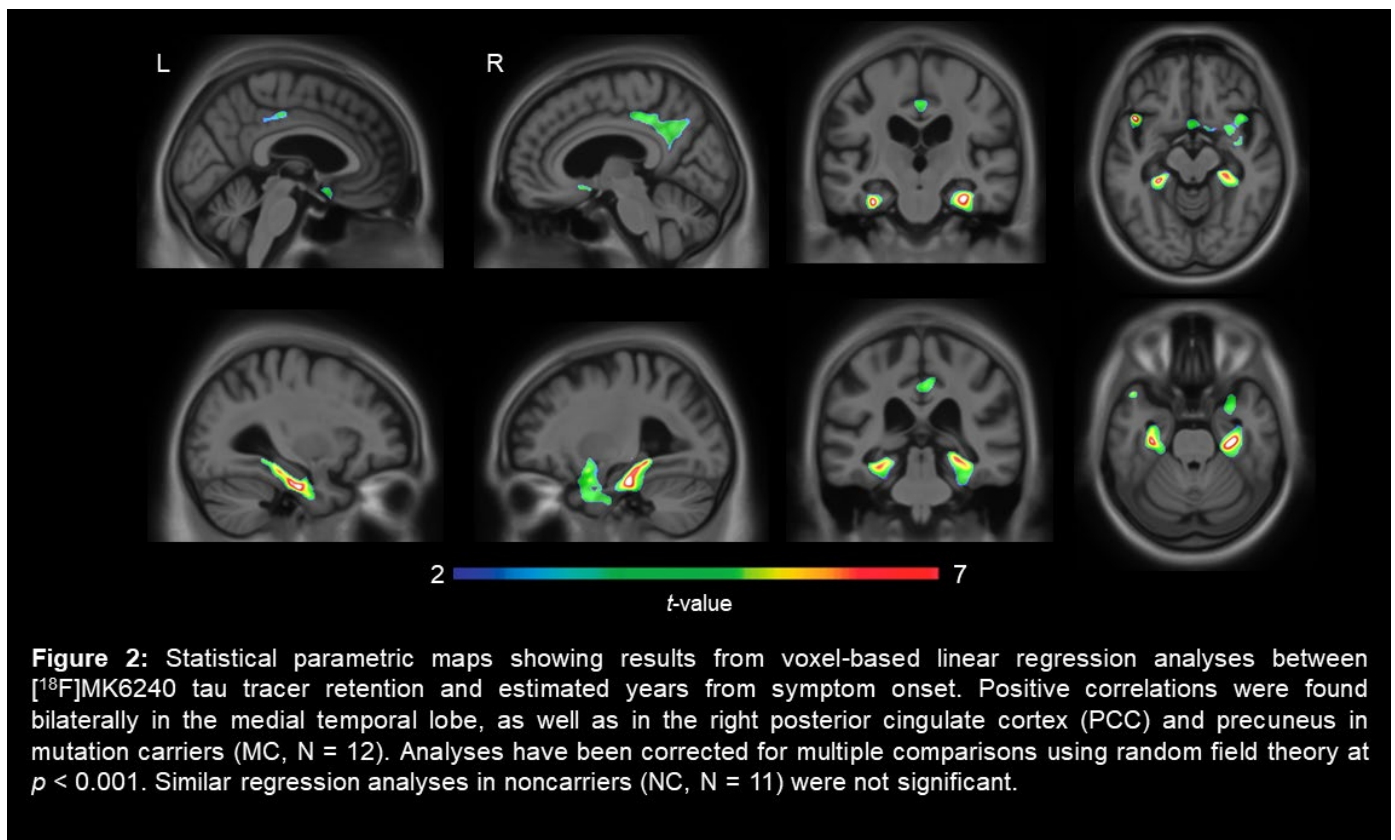 L
R
2
7
t-value
Figure 2: Statistical parametric maps showing results from voxel-based linear regression analyses between
[¹⁸F]MK6240 tau tracer retention and estimated years from symptom onset. Positive correlations were found
bilaterally in the medial temporal lobe, as well as in the right posterior cingulate cortex (PCC) and precuneus in
mutation carriers (MC, N = 12). Analyses have been corrected for multiple comparisons using random field theory at
p < 0.001. Similar regression analyses in noncarriers (NC, N = 11) were not significant.